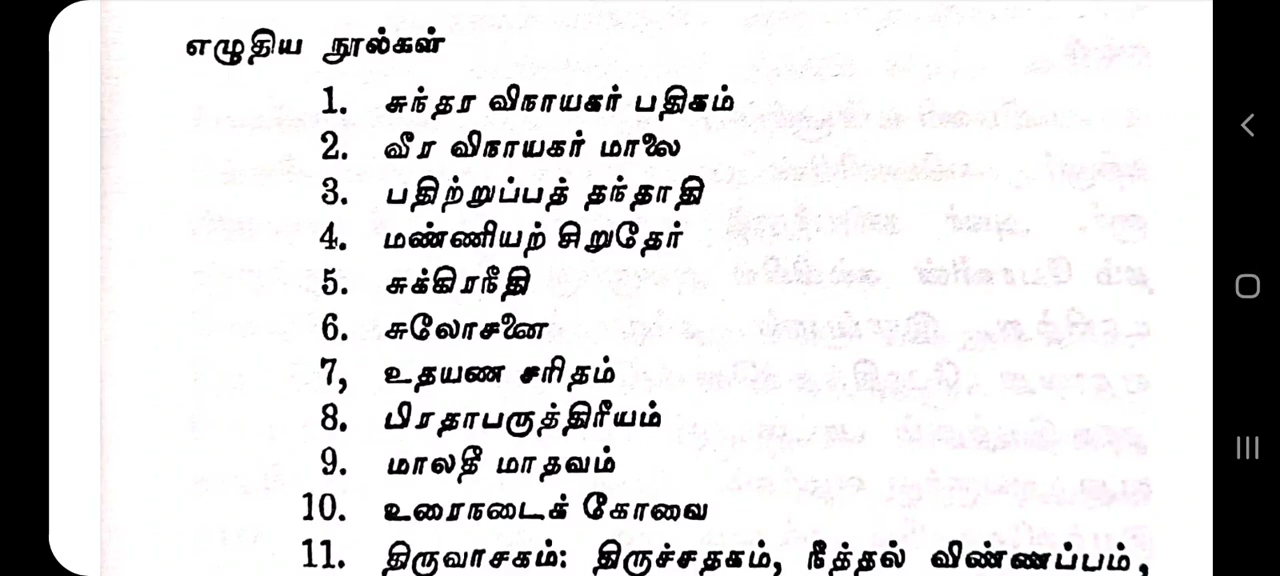 எழுதிய நூல்கள்
1. சுந்தர விநாயகர் பதிகம்
2. வீர விநாயகர் மாலை
3. பதிற்றுப்பத் தந்தாதி
4. மண்ணியற் சிறுதேர்
5. சுக்கிரநீதி
6. சுலோசனை
7, உதயண சரிதம்
8. பிரதாபருத்திரீயம்
9. மாலதீ மாதவம்
10. உரைநடைக் கோவை
11. திருவாசகம்: திருச்சதகம், நீத்தல் விண்ணப்பம்,